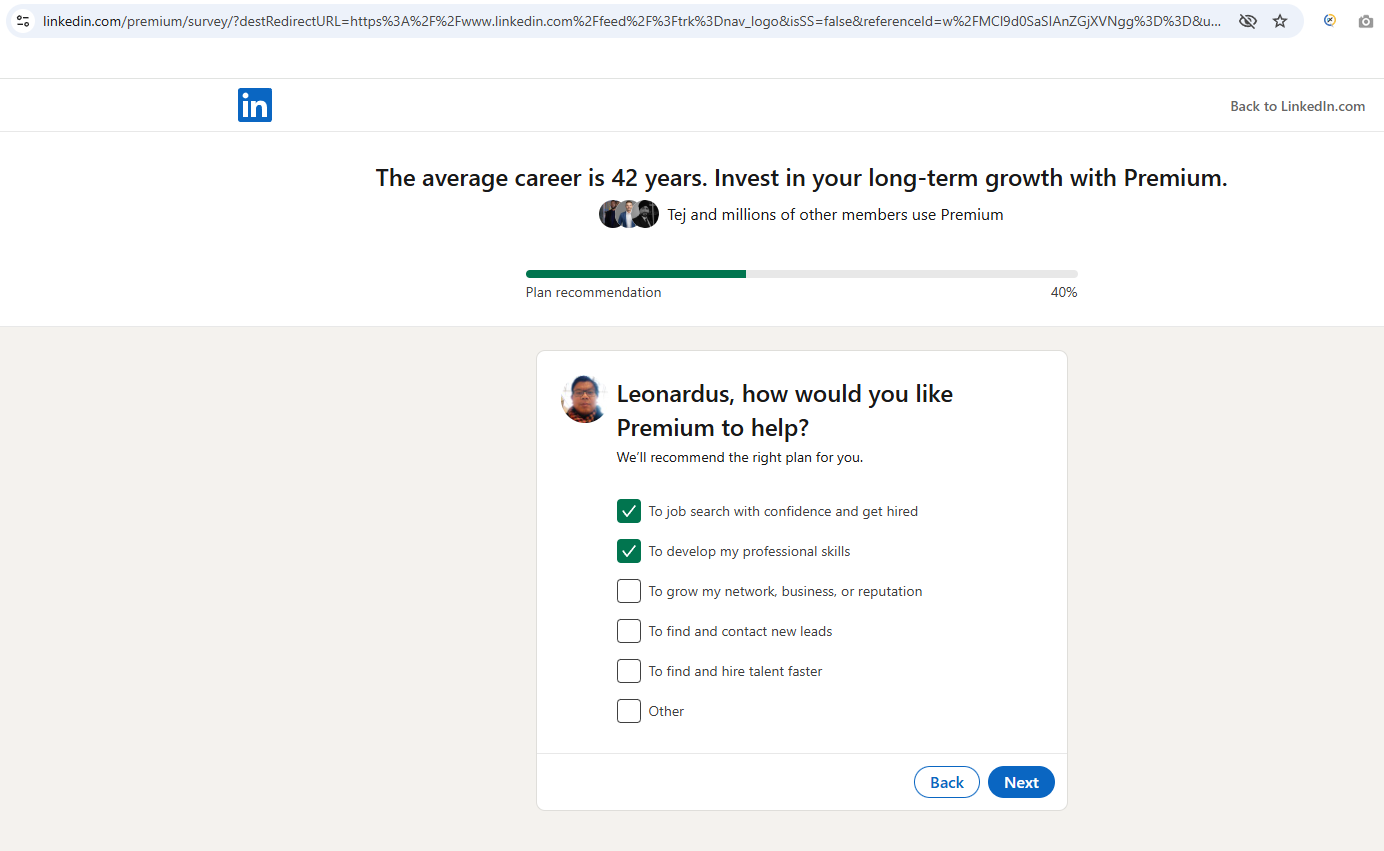 linkedin.com/premium/survey/?destRedirectURL=https%3A%2F%2Fwww.linkedin.com%2Ffeed%2F%3Ftrk%3Dnav_logo&isSS=false&referenceId=w%2FMCI9d0SaSIAnZGjXVNgg%3D%3D&u...
in
Back to LinkedIn.com
The average career is 42 years. Invest in your long-term growth with Premium.
Tej and millions of other members use Premium
Plan recommendation 40%
Leonardus, how would you like
Premium to help?
We'll recommend the right plan for you.
To job search with confidence and get hired
To develop my professional skills
To grow my network, business, or reputation
To find and contact new leads
To find and hire talent faster
Other
Back Next